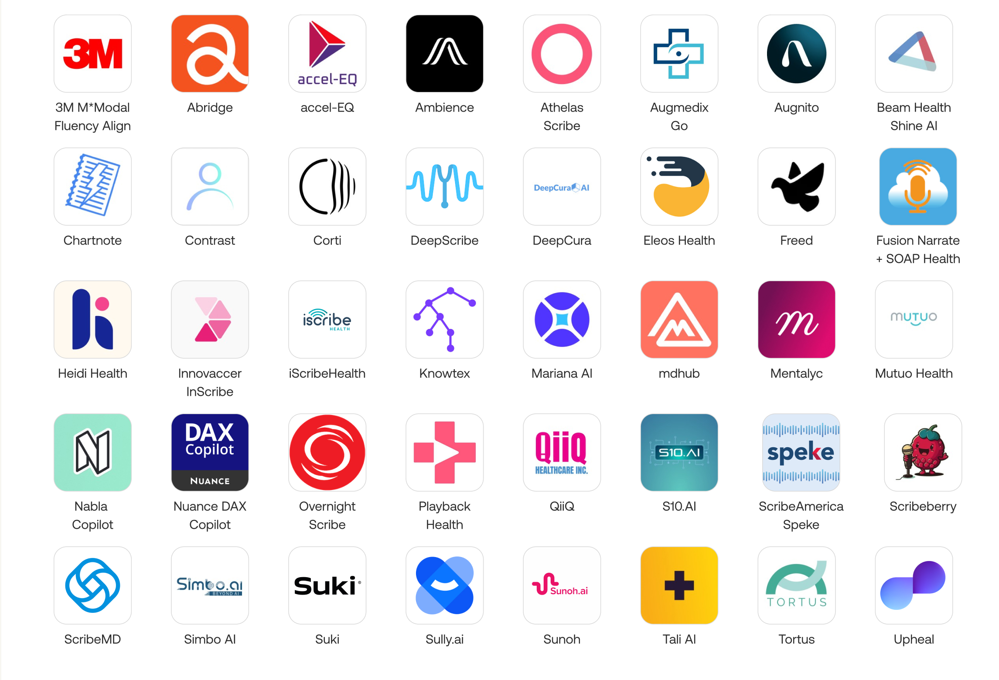 3M
accel-EQ
3M M*Modal
Fluency Align
Abridge
accel-EQ
Ambience
Athelas
Scribe
Augmedix
Go
Augnito
Beam Health
Shine AI
DeepCura AI
Chartnote
Contrast
Corti
DeepScribe
DeepCura
Eleos Health
Freed
Fusion Narrate
+ SOAP Health
iscribe
HEALTH
m
MUTUO
Heidi Health
Innovaccer
InScribe
iScribeHealth
Knowtex
Mariana AI
mdhub
Mentalyc
Mutuo Health
N
DAX
Copilot
NUANCE
QiiQ
HEALTHCARE INC.
S10.AI
speke
Nabla
Copilot
Nuance DAX
Copilot
Overnight
Scribe
Playback
Health
QiiQ
S10.AI
ScribeAmerica
Speke
Scribeberry
Simbo.ai
BEYOND AI
Suki®
Sunoh.ai
TORTUS
ScribeMD
Simbo AI
Suki
Sully.ai
Sunoh
Tali AI
Tortus
Upheal